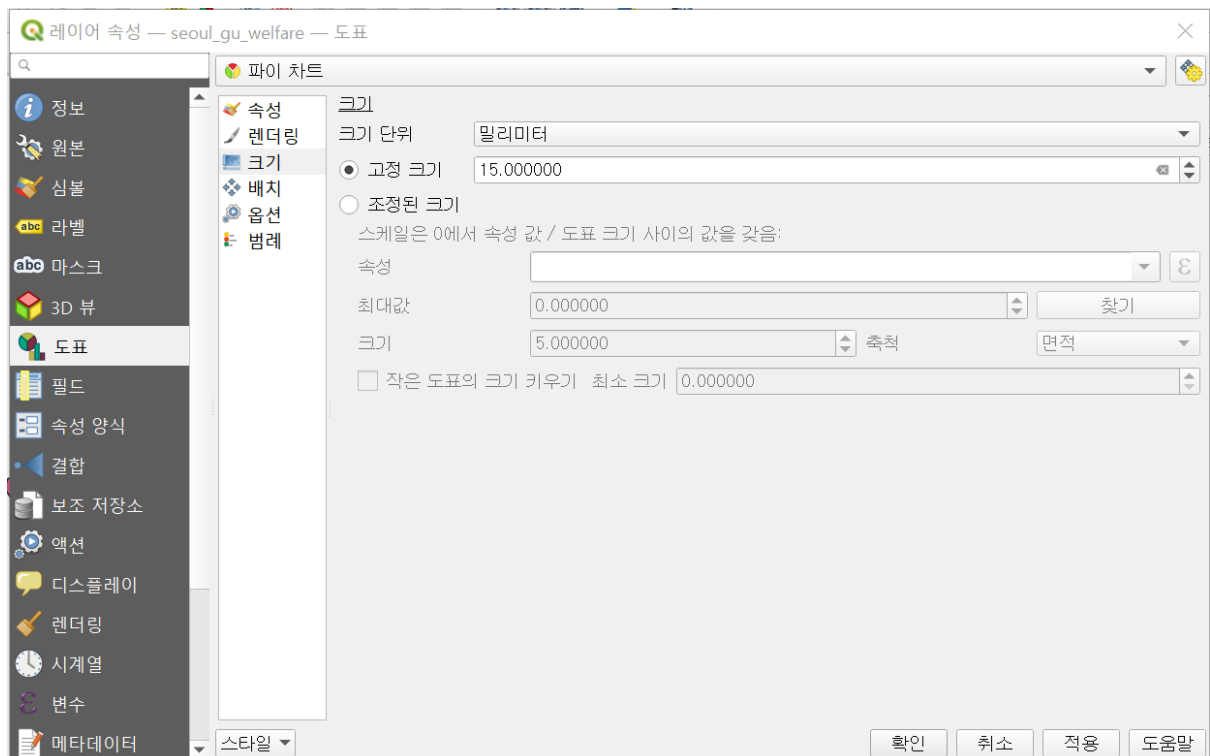 레이어 속성 — seoul_gu_welfare — 도표
파이 차트
정보
원본
심볼
abc 라벨
abc 마스크
3D 뷰
도표
필드
속성 양식
결합
보조 저장소
액션
디스플레이
렌더링
시계열
변수
메타데이터
속성
렌더링
크기
배치
옵션
범례
크기
크기 단위 밀리미터
고정 크기 15.000000
조정된 크기
스케일은 0에서 속성 값 / 도표 크기 사이의 값을 갖음:
속성 ε
최대값 0.000000 찾기
크기 5.000000 축척 면적
작은 도표의 크기 키우기 최소 크기 0.000000
스타일 확인 취소 적용 도움말